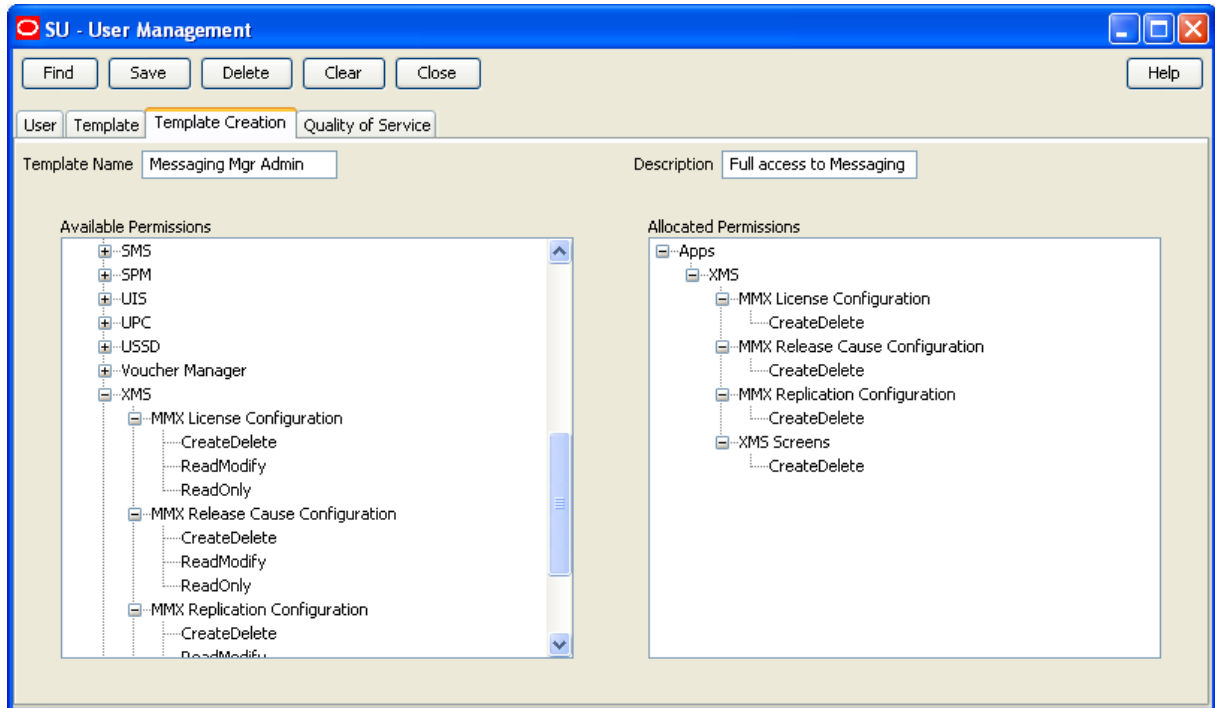 SU - User Management
Find Save Delete Clear Close Help
User Template Template Creation Quality of Service
Template Name Messaging Mgr Admin Description Full access to Messaging
Available Permissions
SMS
SPM
UIS
UPC
USSD
Voucher Manager
XMS
MMX License Configuration
CreateDelete
ReadModify
ReadOnly
MMX Release Cause Configuration
CreateDelete
ReadModify
ReadOnly
MMX Replication Configuration
CreateDelete
ReadModify
Allocated Permissions
Apps
XMS
MMX License Configuration
CreateDelete
MMX Release Cause Configuration
CreateDelete
MMX Replication Configuration
CreateDelete
XMS Screens
CreateDelete